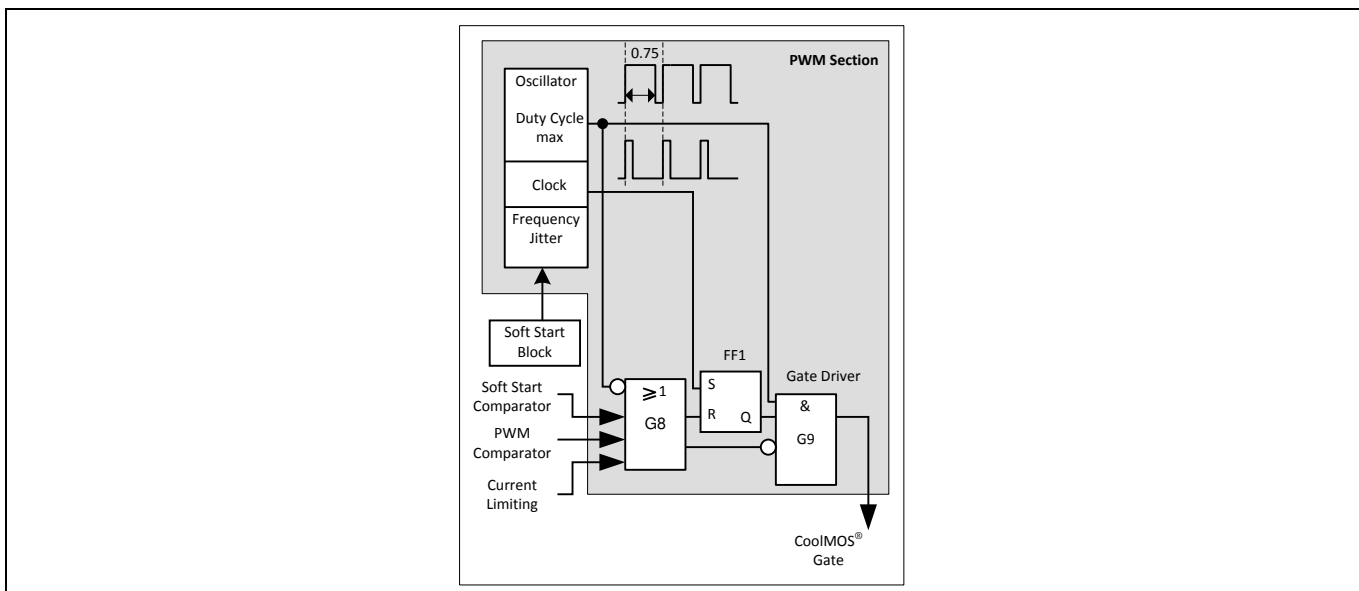 0.75
PWM Section
Oscillator
Duty Cycle
max
Clock
Frequency
Jitter
Soft Start
Block
FF1
Gate Driver
Soft Start
Comparator
PWM
Comparator
Current
Limiting
⩾1
G8
S
R
Q
&
G9
CoolMOS®
Gate